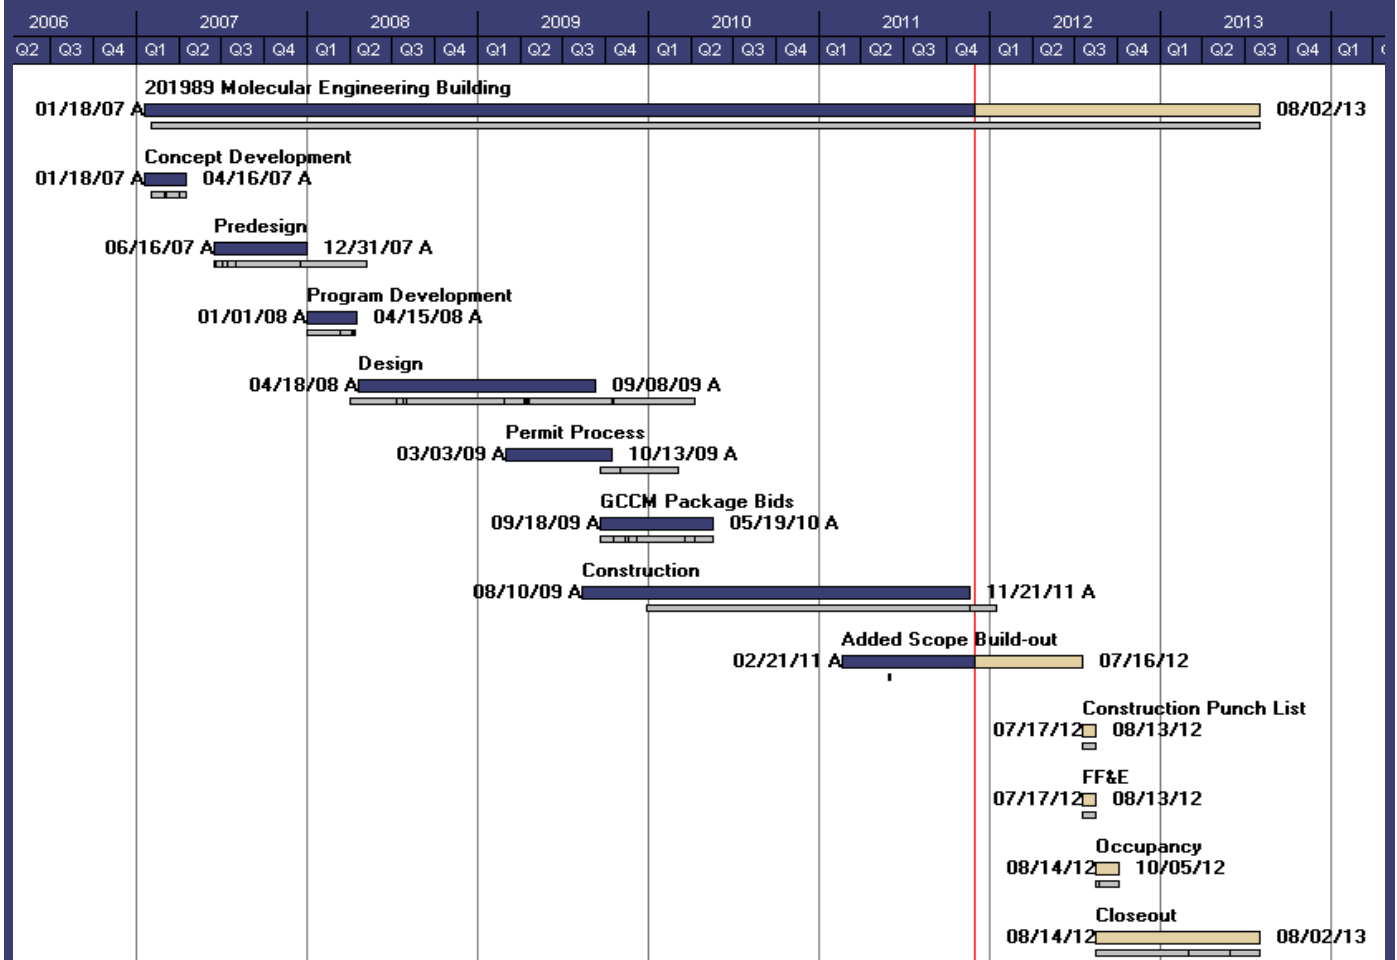 2006 2007 2008 2009 2010 2011 2012 2013
Q2 Q3 Q4 Q1 Q2 Q3 Q4 Q1 Q2 Q3 Q4 Q1 Q2 Q3 Q4 Q1 Q2 Q3 Q4 Q1 Q2 Q3 Q4 Q1 Q2 Q3 Q4 Q1 Q2 Q3 Q4 Q1
201989 Molecular Engineering Building
01/18/07 A 08/02/13
Concept Development
01/18/07 A 04/16/07 A
Predesign
06/16/07 A 12/31/07 A
Program Development
01/01/08 A 04/15/08 A
Design
04/18/08 A 09/08/09 A
Permit Process
03/03/09 A 10/13/09 A
GCCM Package Bids
09/18/09 A 05/19/10 A
Construction
08/10/09 A 11/21/11 A
Added Scope Build-out
02/21/11 A 07/16/12
Construction Punch List
07/17/12 08/13/12
FF&E
07/17/12 08/13/12
Occupancy
08/14/12 10/05/12
Closeout
08/14/12 08/02/13